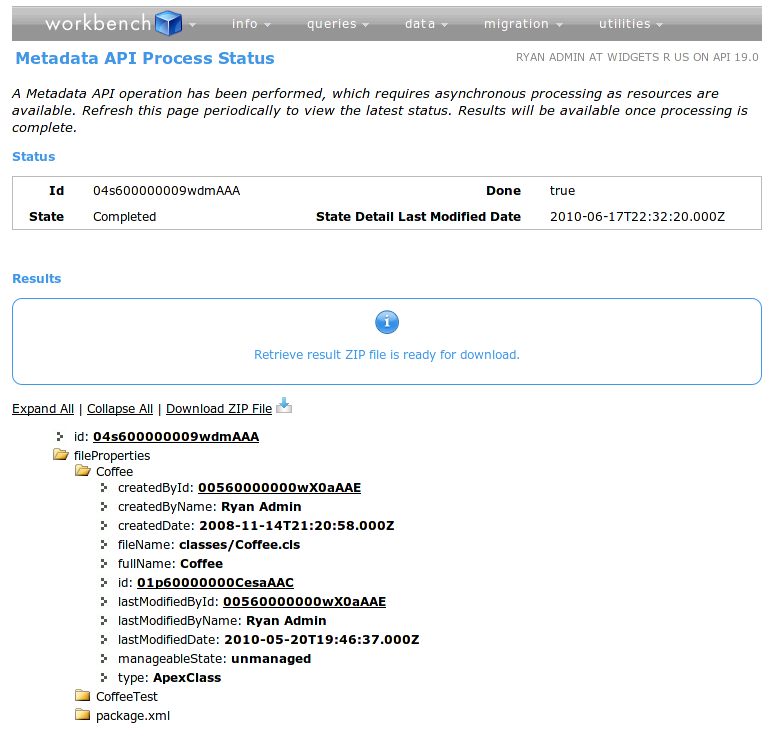 workbench info queries data migration utilities
Metadata API Process Status RYAN ADMIN AT WIDGETS R US ON API 19.0
A Metadata API operation has been performed, which requires asynchronous processing as resources are
available. Refresh this page periodically to view the latest status. Results will be available once processing is
complete.
Status
Id 04s600000009wdmAAA Done true
State Completed State Detail Last Modified Date 2010-06-17T22:32:20.000Z
Results
Retrieve result ZIP file is ready for download.
Expand All | Collapse All | Download ZIP File
id: 04s600000009wdmAAA
fileProperties
Coffee
createdById: 00560000000wX0aAAE
createdByName: Ryan Admin
createdDate: 2008-11-14T21:20:58.000Z
fileName: classes/Coffee.cls
fullName: Coffee
id: 01p60000000CesaAAC
lastModifiedById: 00560000000wX0aAAE
lastModifiedByName: Ryan Admin
lastModifiedDate: 2010-05-20T19:46:37.000Z
manageableState: unmanaged
type: ApexClass
CoffeeTest
package.xml